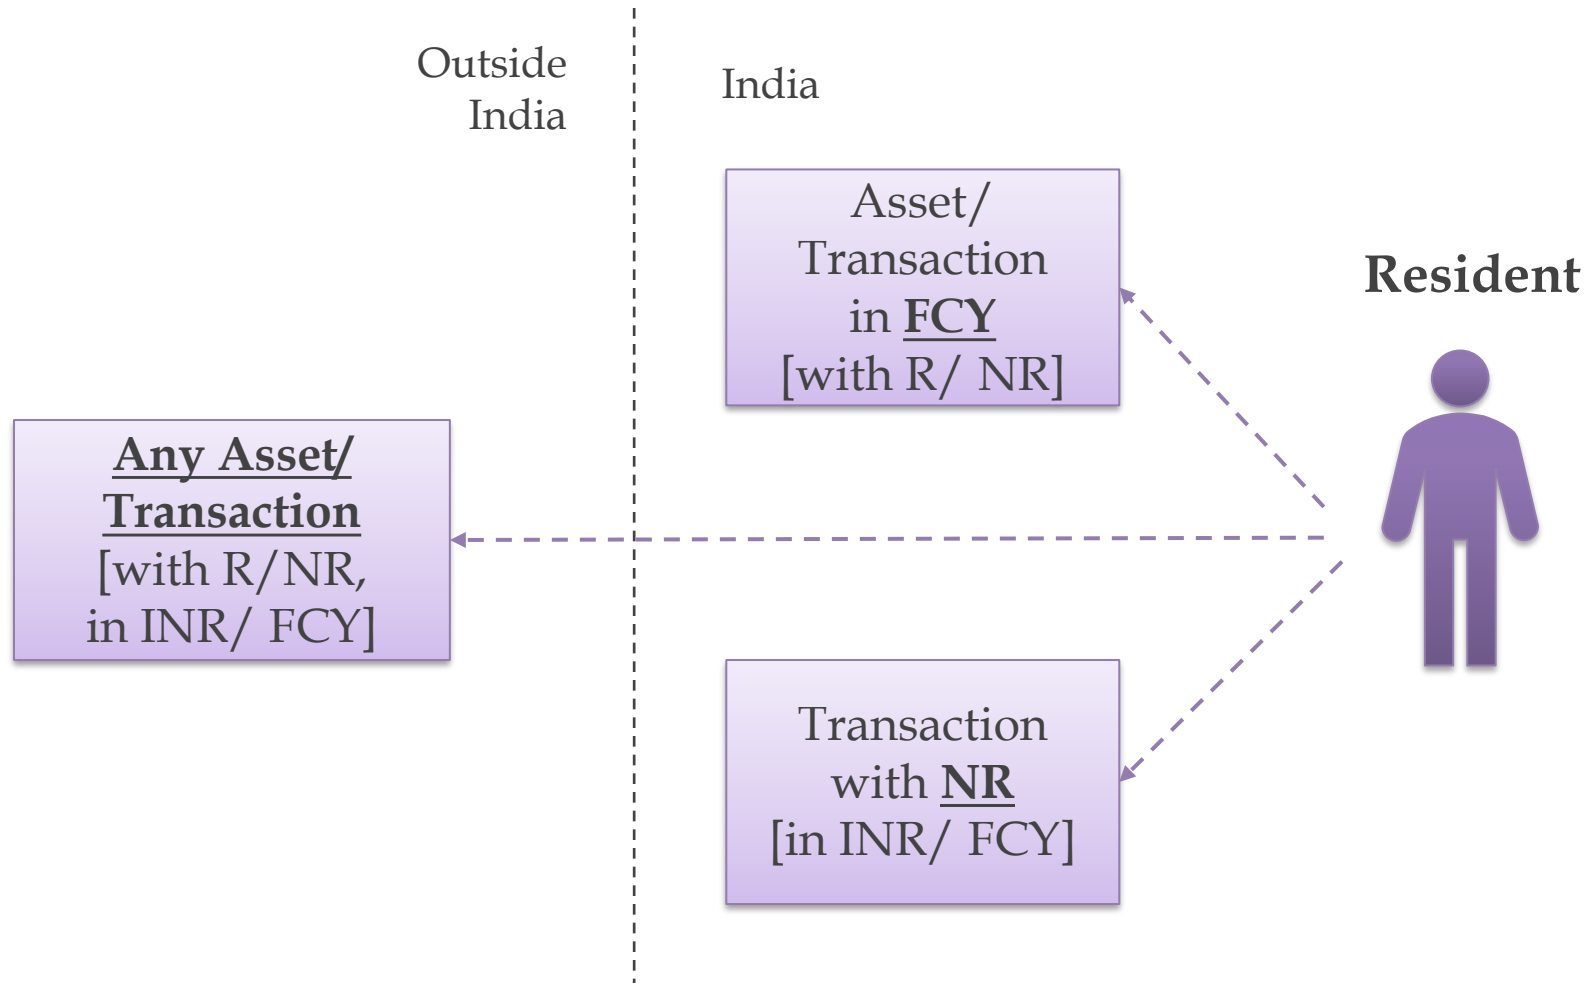 Outside
India
India
Asset/
Transaction
in FCY
[with R/ NR]
Resident
Any Asset/
Transaction
[with R/NR,
in INR/ FCY]
Transaction
with NR
[in INR/ FCY]